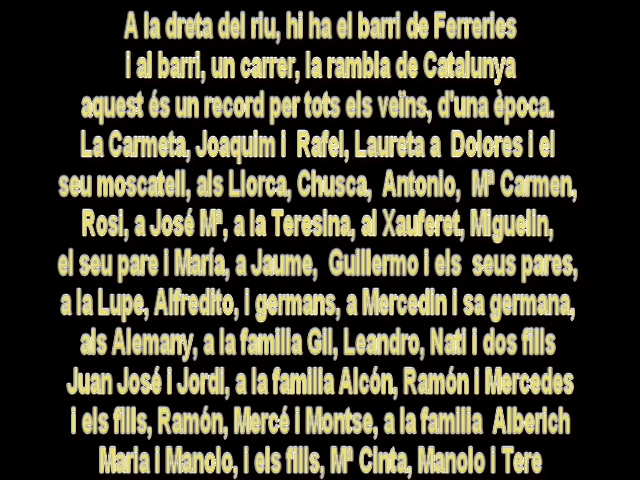 A la dreta del riu, hi ha el barri de Ferreries
i al barri, un carrer, la rambla de Catalunya
aquest és un record per tots els veïns, d'una època.
La Carmeta, Joaquim i Rafel, Laureta a Dolores i el
seu moscatell, als Llorca, Chusca, Antonio, Mª Carmen,
Rosi, a José Mª, a la Teresina, al Xauferet, Miguelin,
el seu pare i María, a Jaume, Guillermo i els seus pares,
a la Lupe, Alfredito, i germans, a Mercedin i sa germana,
als Alemany, a la familia Gil, Leandro, Nati i dos fills
Juan José i Jordi, a la familia Alcón, Ramón i Mercedes
i els fills, Ramón, Mercé i Montse, a la familia Alberich
Maria i Manolo, i els fills, Mª Cinta, Manolo i Tere